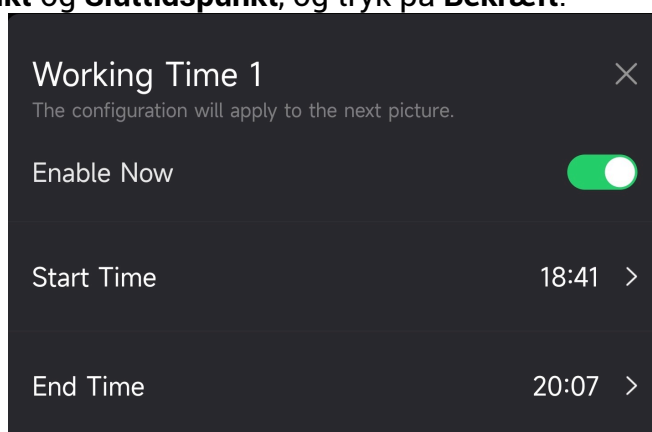 og Sluttidspunkt, og tryk på Bekræft.
Working Time 1
The configuration will apply to the next picture.
Enable Now
Start Time 18:41
End Time 20:07